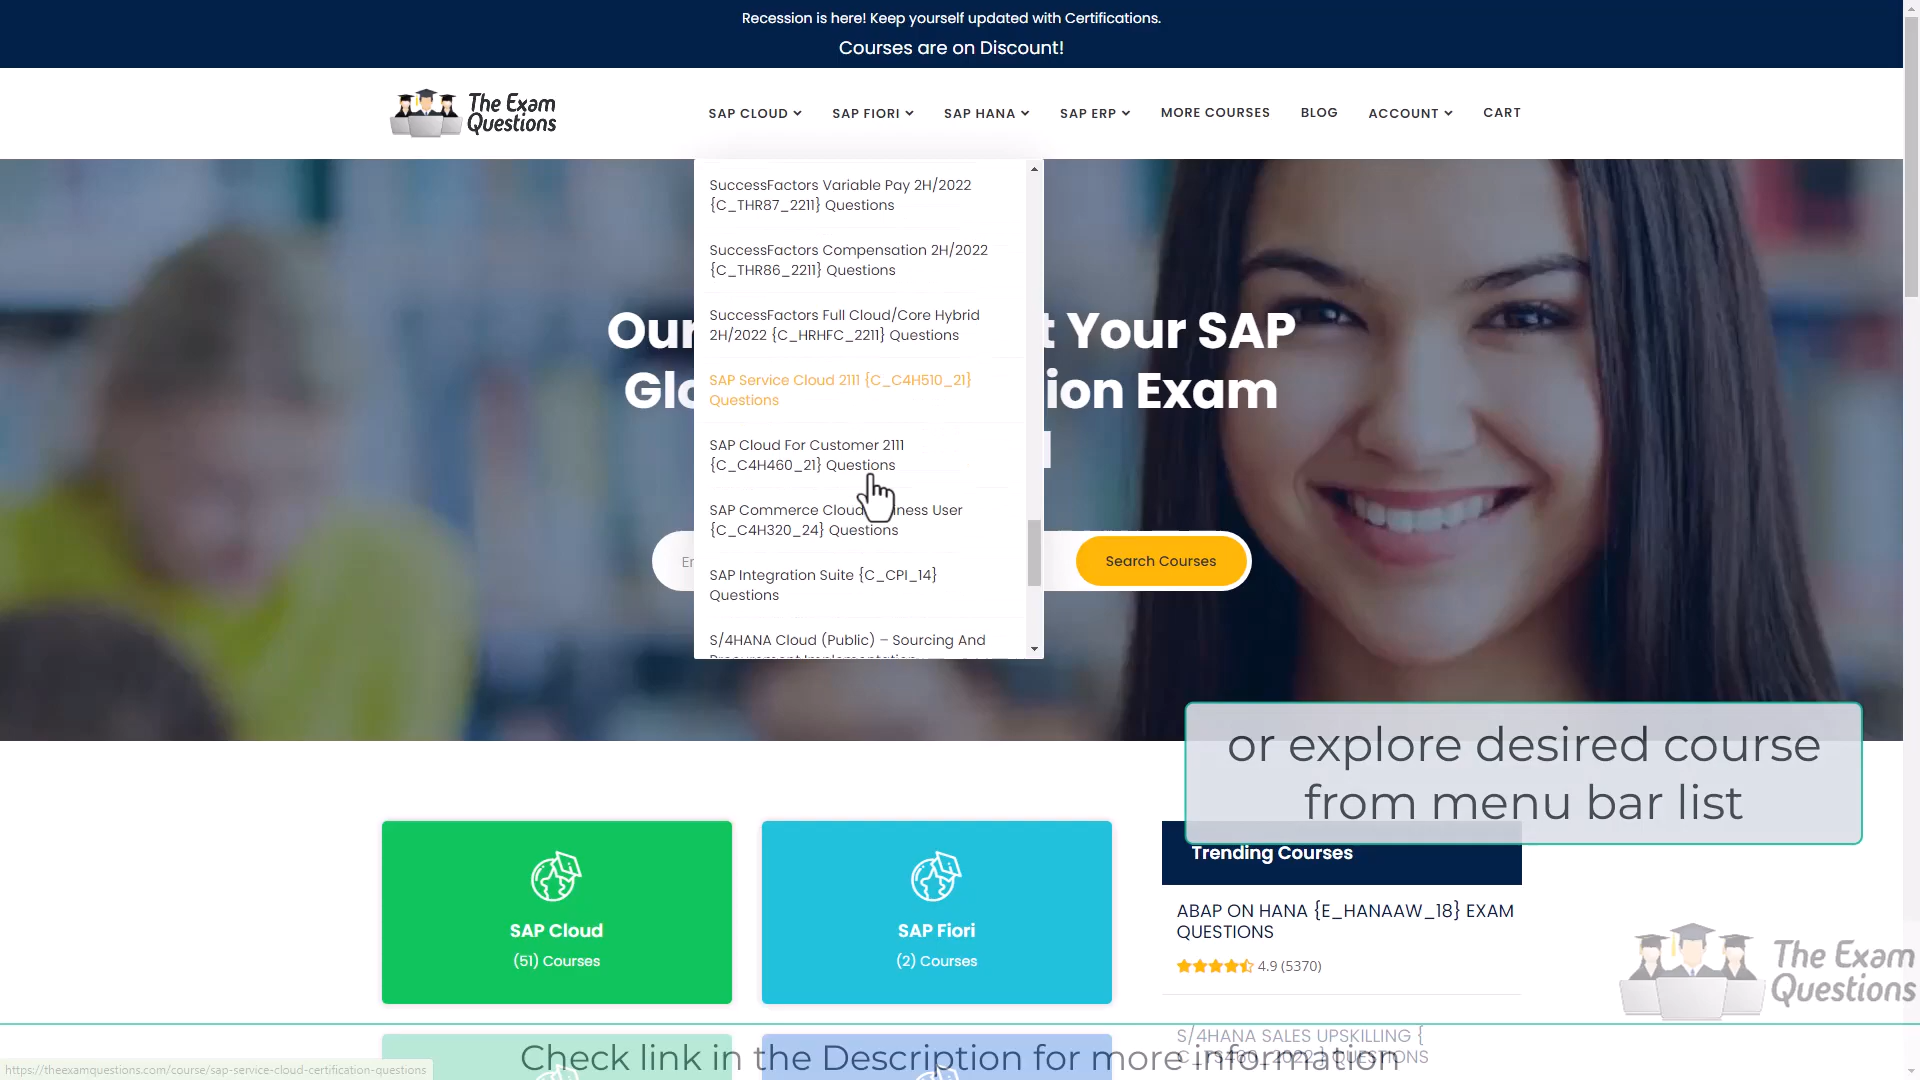 Recession is here! Keep yourself updated with Certifications.
Courses are on Discount!
The Exam
Questions
SAP CLOUD
SAP FIORI
SAP HANA
SAP ERP
MORE COURSES
BLOG
ACCOUNT
CART
SuccessFactors Variable Pay 2H/2022
{C_THR87_2211} Questions
SuccessFactors Compensation 2H/2022
{C_THR86_2211} Questions
SuccessFactors Full Cloud/Core Hybrid
2H/2022 {C_HRHFC_2211} Questions
SAP Service Cloud 2111 {C_C4H510_21}
Questions
SAP Cloud For Customer 2111
{C_C4H460_21} Questions
SAP Commerce Cloud iness User
{C_C4H320_24} Questions
SAP Integration Suite {C_CPI_14}
Questions
S/4HANA Cloud (Public) – Sourcing And
Our t Your SAP
Glo ion Exam
Search Courses
or explore desired course
from menu bar list
SAP Cloud
(51) Courses
SAP Fiori
(2) Courses
Trending Courses
ABAP ON HANA {E_HANAAW_18} EXAM
QUESTIONS
4.9 (5370)
S/4HANA SALES UPSKILLING {
C_TS460_2022 } QUESTIONS
The Exam
Questions
Check link in the Description for more information
https://theexamquestions.com/course/sap-service-cloud-certification-questions